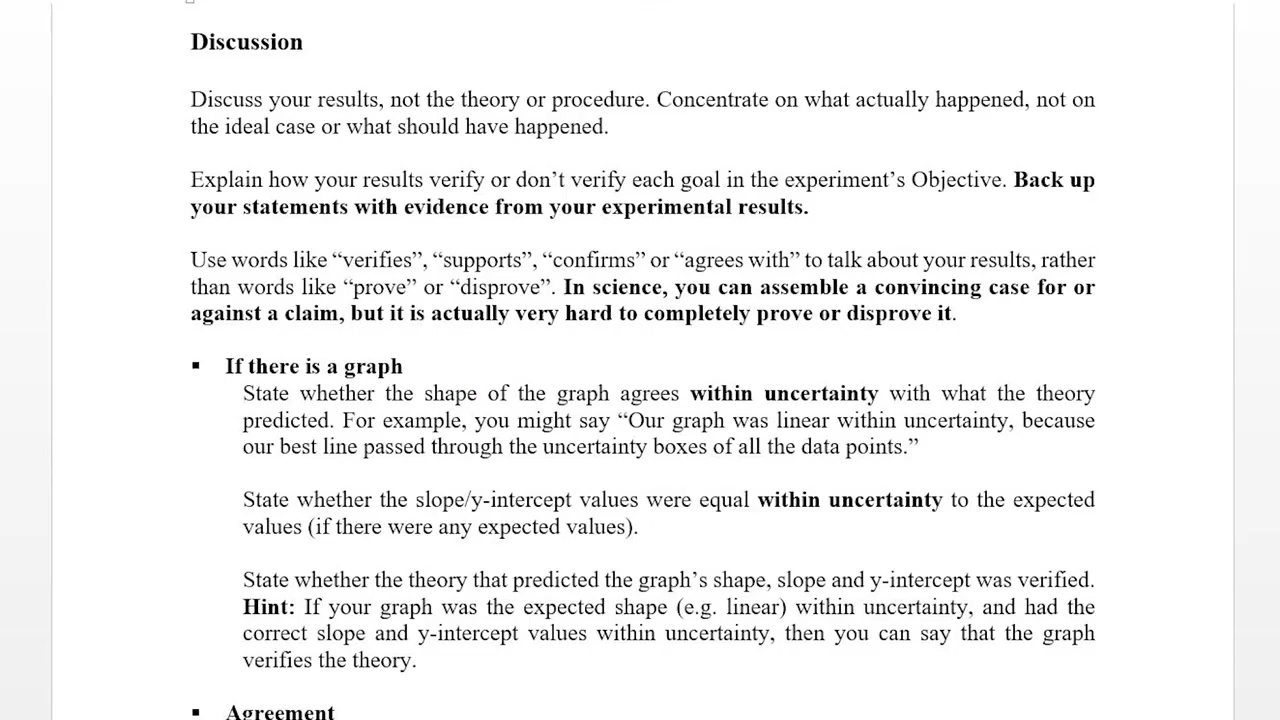 Discussion
Discuss your results, not the theory or procedure. Concentrate on what actually happened, not on
the ideal case or what should have happened.
Explain how your results verify or don’t verify each goal in the experiment’s Objective. Back up
your statements with evidence from your experimental results.
Use words like “verifies”, “supports”, “confirms” or “agrees with” to talk about your results, rather
than words like “prove” or “disprove”. In science, you can assemble a convincing case for or
against a claim, but it is actually very hard to completely prove or disprove it.
▪ If there is a graph
State whether the shape of the graph agrees within uncertainty with what the theory
predicted. For example, you might say “Our graph was linear within uncertainty, because
our best line passed through the uncertainty boxes of all the data points.”
State whether the slope/y-intercept values were equal within uncertainty to the expected
values (if there were any expected values).
State whether the theory that predicted the graph’s shape, slope and y-intercept was verified.
Hint: If your graph was the expected shape (e.g. linear) within uncertainty, and had the
correct slope and y-intercept values within uncertainty, then you can say that the graph
verifies the theory.
▪ Agreement